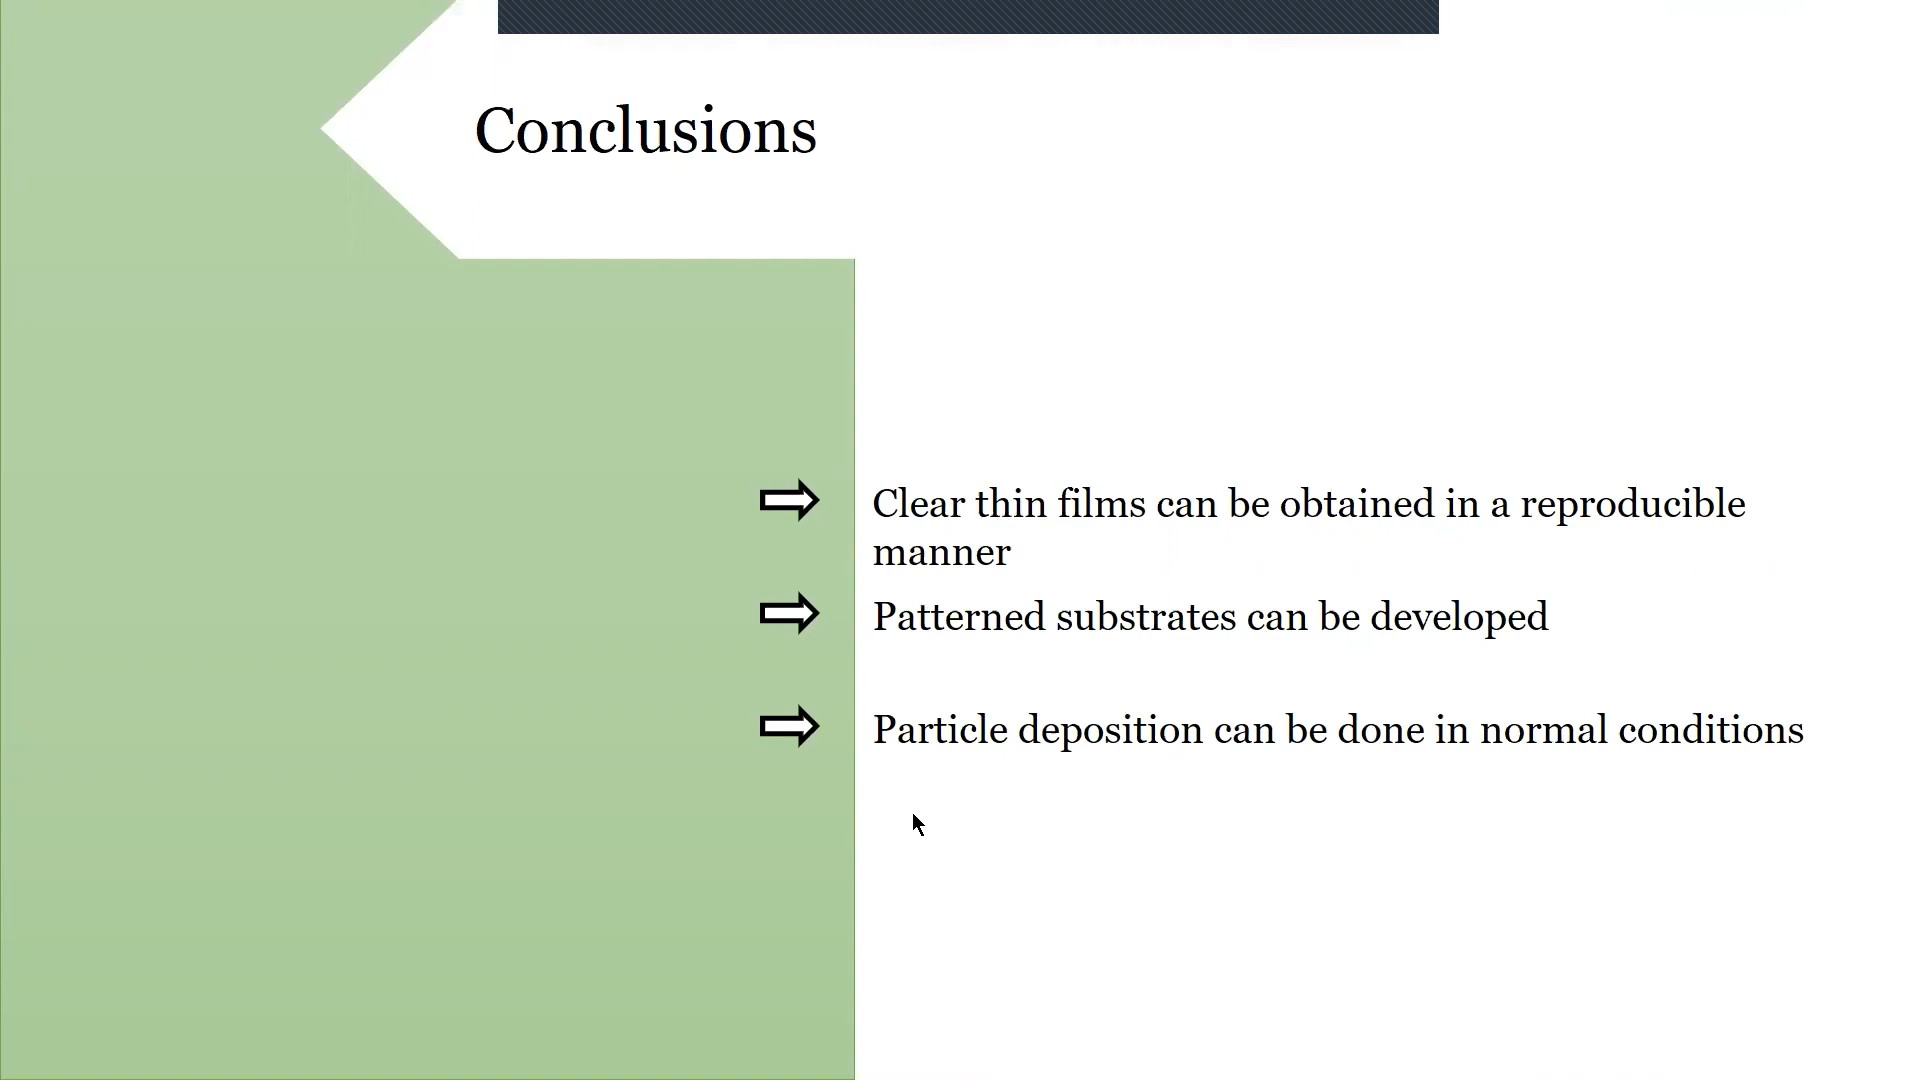 Conclusions
Clear thin films can be obtained in a reproducible
manner
Patterned substrates can be developed
Particle deposition can be done in normal conditions